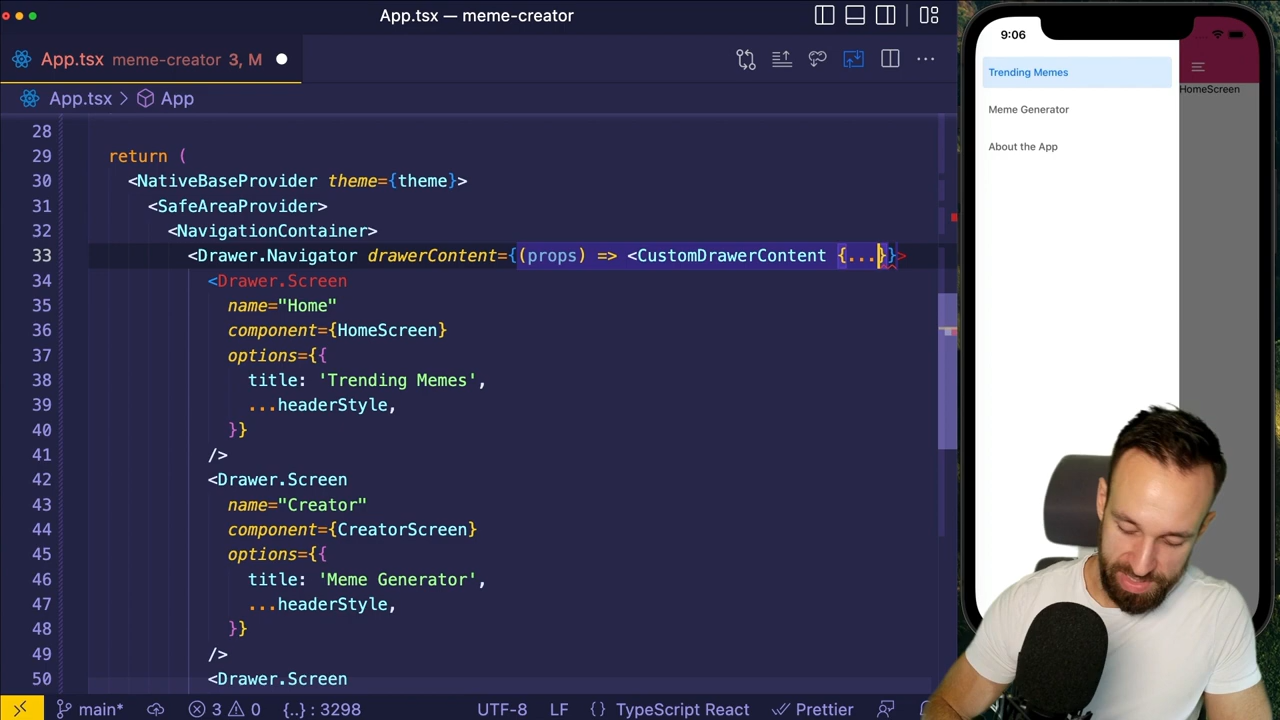 App.tsx — meme-creator
App.tsx meme-creator 3, M
App.tsx > App
28
29 return (
30 <NativeBaseProvider theme={theme}>
31 <SafeAreaProvider>
32 <NavigationContainer>
33 <Drawer.Navigator drawerContent={(props) => <CustomDrawerContent {...}}>
34 <Drawer.Screen
35 name="Home"
36 component={HomeScreen}
37 options={{
38 title: 'Trending Memes',
39 ...headerStyle,
40 }}
41 />
42 <Drawer.Screen
43 name="Creator"
44 component={CreatorScreen}
45 options={{
46 title: 'Meme Generator',
47 ...headerStyle,
48 }}
49 />
50 <Drawer.Screen
main* 3 0 {..} : 3298 UTF-8 LF {} TypeScript React Prettier
9:06
Trending Memes
HomeScreen
Meme Generator
About the App